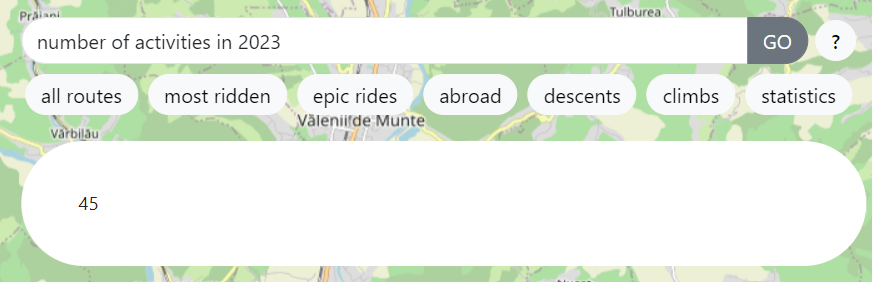 Prăjani
Tulburea
number of activities in 2023
GO
?
all routes
most ridden
epic rides
abroad
descents
climbs
statistics
Vălenii de Munte
Vărbilău
45